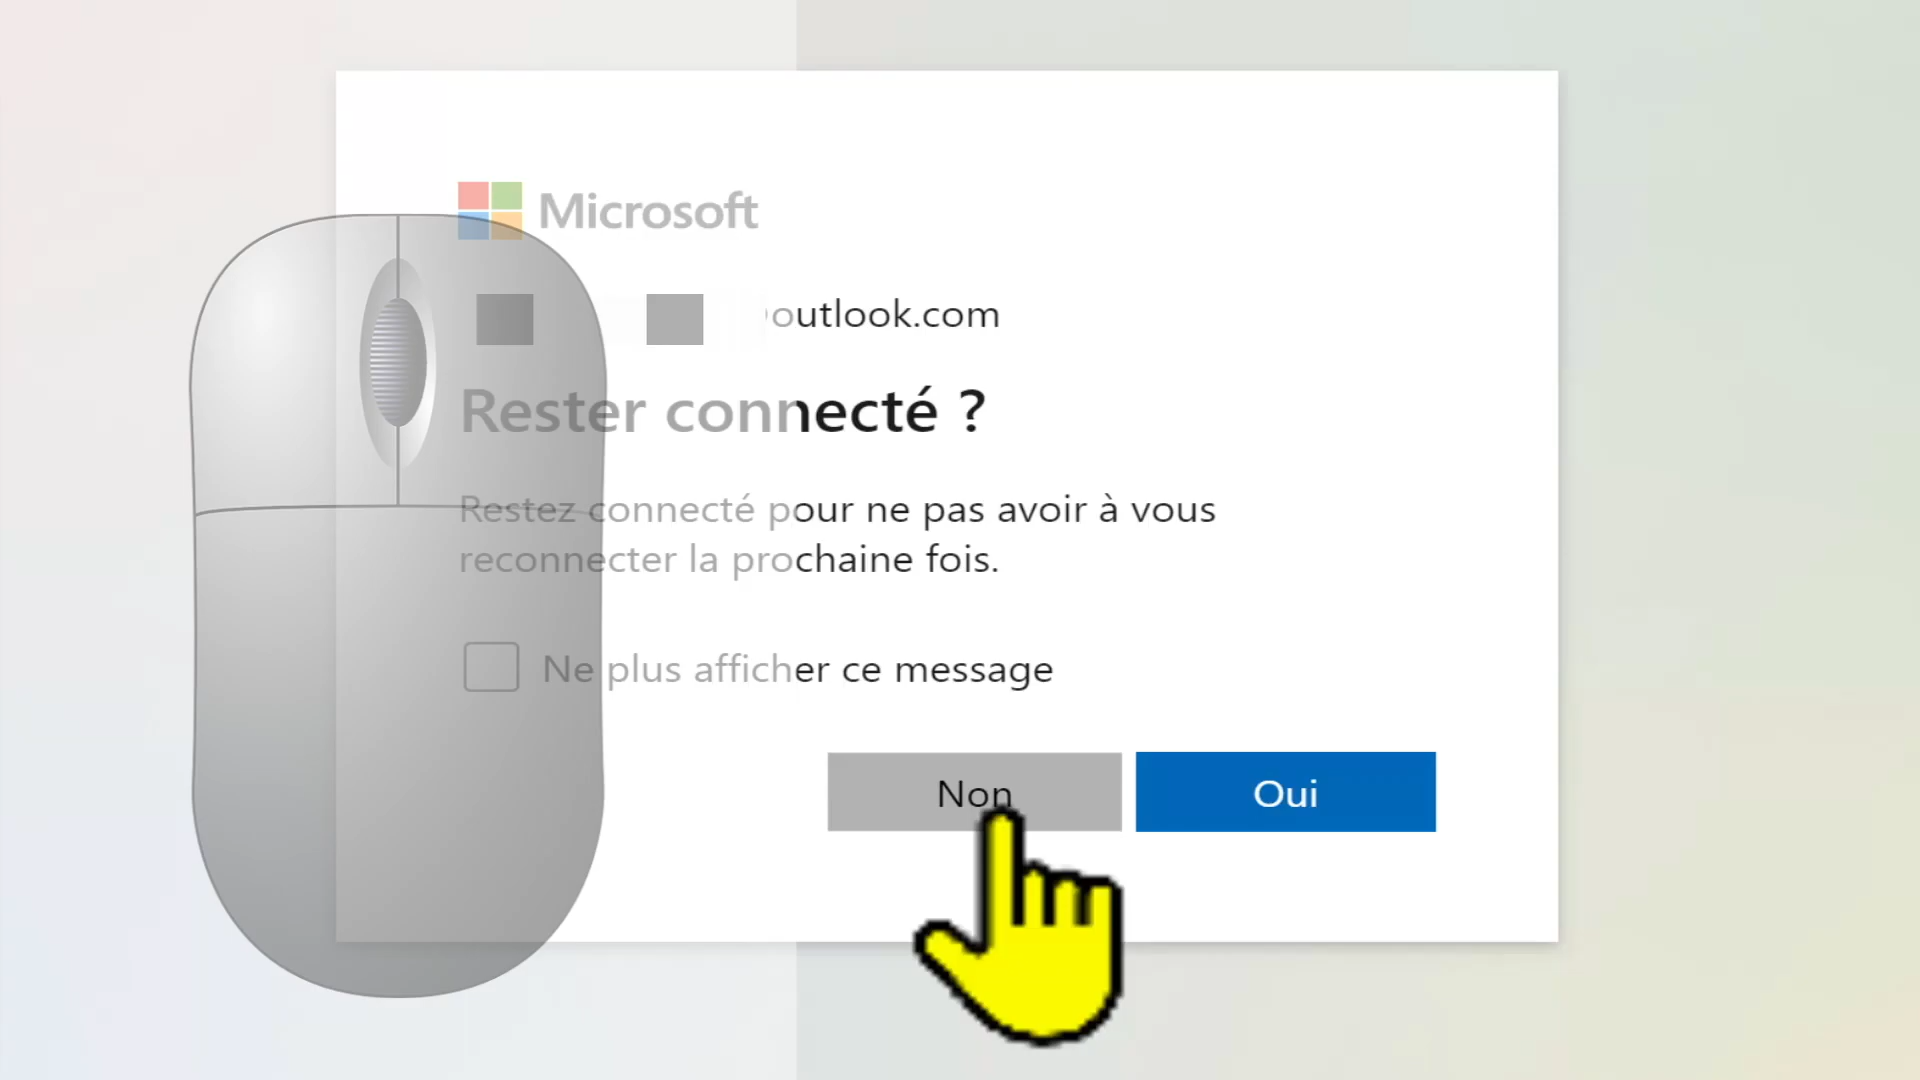 Microsoft
outlook.com
Rester connecté ?
Restez connecté pour ne pas avoir à vous
reconnecter la prochaine fois.
Ne plus afficher ce message
Non
Oui